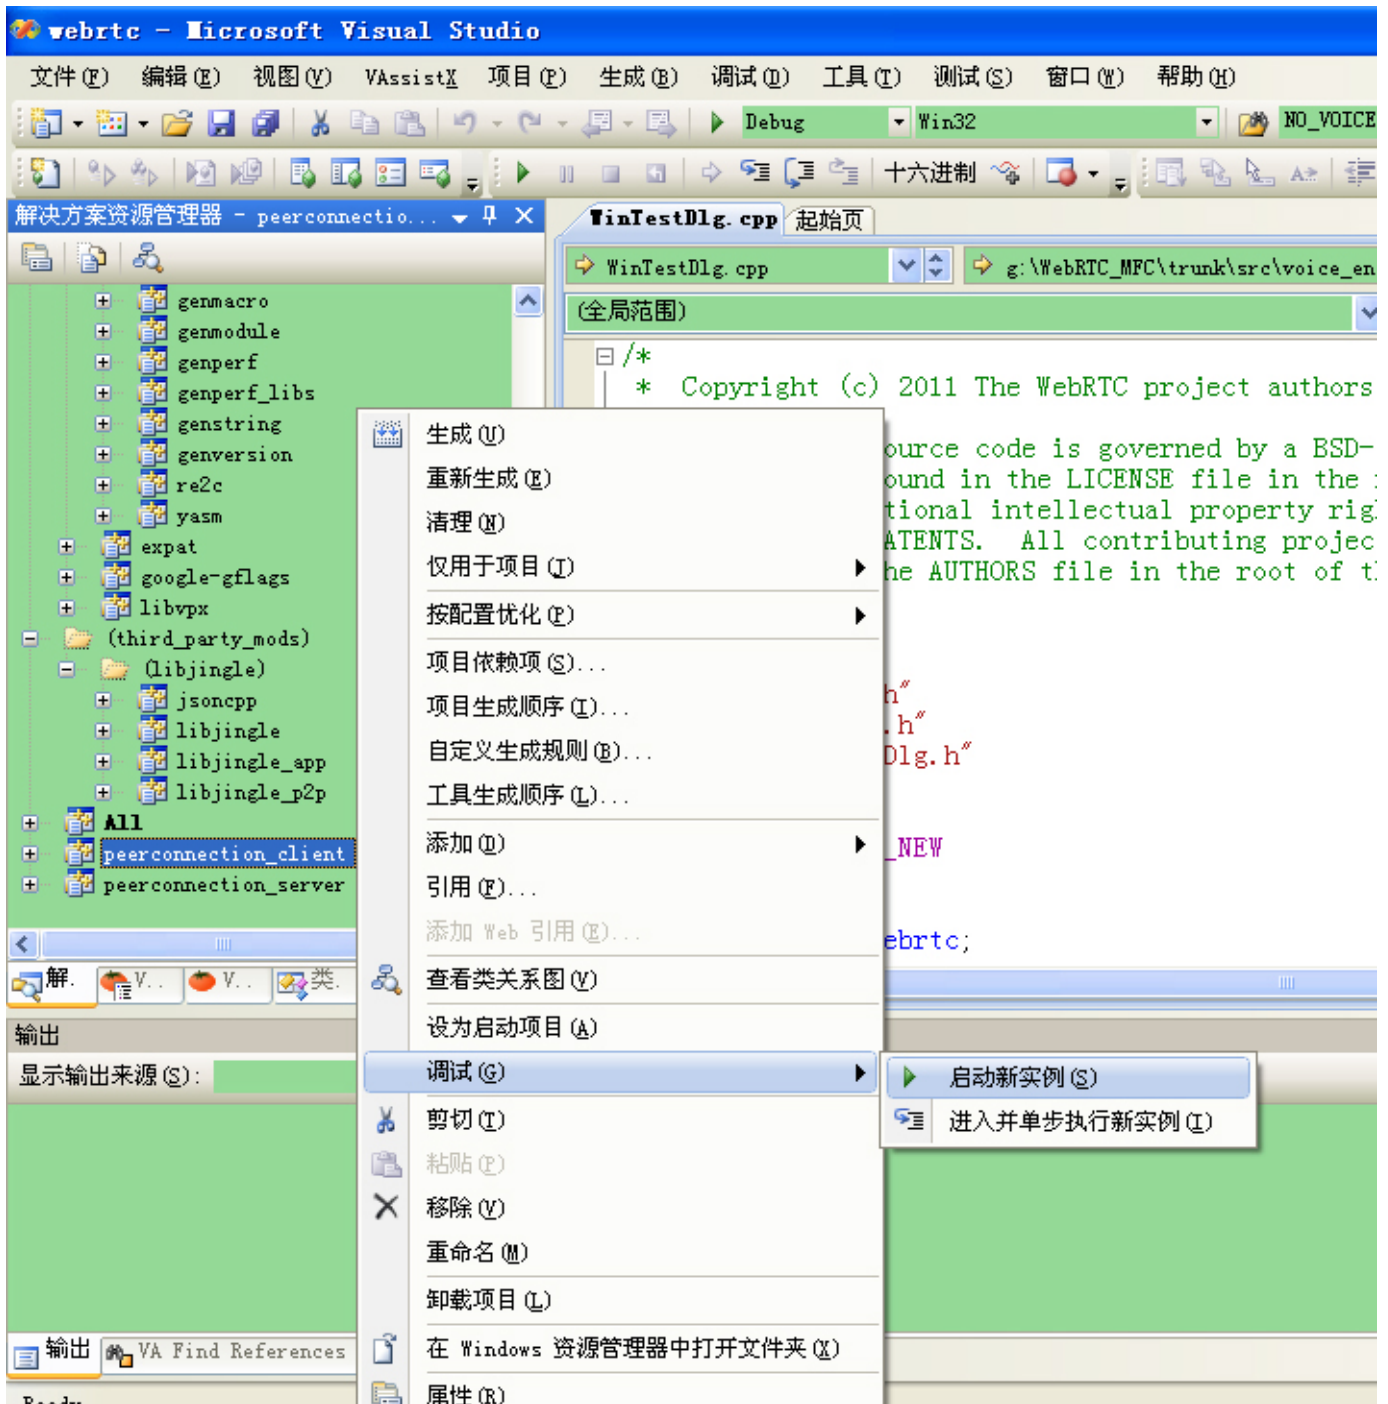 webrtc - Microsoft Visual Studio
文件(F) 编辑(E) 视图(V) VAssistX 项目(P) 生成(B) 调试(D) 工具(T) 测试(S) 窗口(W) 帮助(H)
Debug Win32 NO_VOICE
十六进制
解决方案资源管理器 - peerconnectio...
WinTestDlg.cpp 起始页
WinTestDlg.cpp g:\WebRTC_MFC\trunk\src\voice_en
(全局范围)
genmacro
genmodule
genperf
genperf_libs
genstring
genversion
re2c
yasm
expat
google-gflags
libvpx
(third_party_mods)
(libjingle)
jsoncpp
libjingle
libjingle_app
libjingle_p2p
All
peerconnection_client
peerconnection_server
/*
* Copyright (c) 2011 The WebRTC project authors
ource code is governed by a BSD-
ound in the LICENSE file in the
tional intellectual property rig
ATENTS. All contributing projec
he AUTHORS file in the root of t
h"
.h"
Dlg.h"
_NEW
ebrtc;
生成(U)
重新生成(E)
清理(N)
仅用于项目(J)
按配置优化(P)
项目依赖项(S)...
项目生成顺序(I)...
自定义生成规则(B)...
工具生成顺序(L)...
添加(D)
引用(F)...
添加 Web 引用(E)...
查看类关系图(V)
设为启动项目(A)
调试(G)
启动新实例(S)
进入并单步执行新实例(I)
剪切(T)
粘贴(P)
移除(V)
重命名(M)
卸载项目(L)
在 Windows 资源管理器中打开文件夹(X)
属性(R)
解. V.. V.. 类.
输出
显示输出来源(S):
输出 VA Find References
Ready